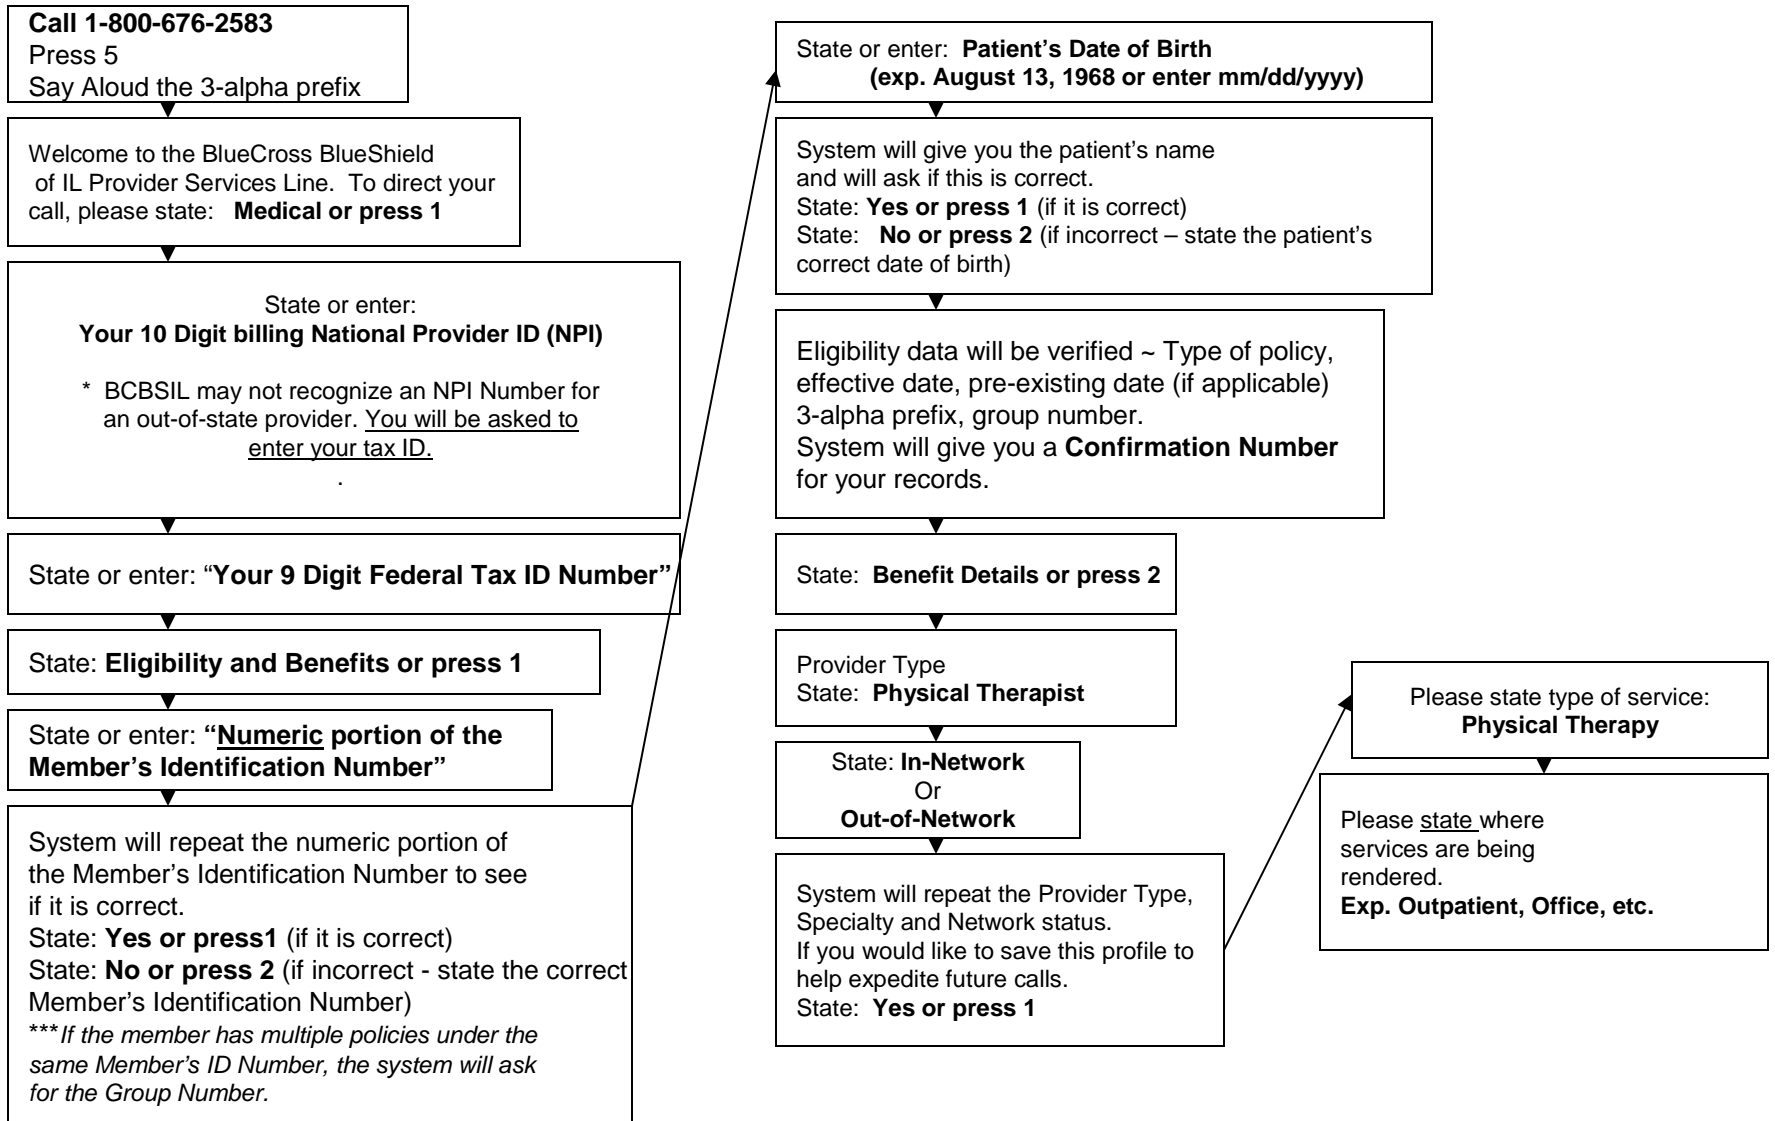 Call 1-800-676-2583
Press 5
Say Aloud the 3-alpha prefix
Welcome to the BlueCross BlueShield
of IL Provider Services Line. To direct your
call, please state: Medical or press 1
State or enter:
Your 10 Digit billing National Provider ID (NPI)
* BCBSIL may not recognize an NPI Number for
an out-of-state provider. You will be asked to
enter your tax ID.
.
State or enter: “Your 9 Digit Federal Tax ID Number”
State: Eligibility and Benefits or press 1
State or enter: “Numeric portion of the
Member’s Identification Number”
System will repeat the numeric portion of
the Member’s Identification Number to see
if it is correct.
State: Yes or press1 (if it is correct)
State: No or press 2 (if incorrect - state the correct
Member’s Identification Number)
***If the member has multiple policies under the
same Member’s ID Number, the system will ask
for the Group Number.
State or enter: Patient’s Date of Birth
(exp. August 13, 1968 or enter mm/dd/yyyy)
System will give you the patient’s name
and will ask if this is correct.
State: Yes or press 1 (if it is correct)
State: No or press 2 (if incorrect – state the patient’s
correct date of birth)
Eligibility data will be verified ~ Type of policy,
effective date, pre-existing date (if applicable)
3-alpha prefix, group number.
System will give you a Confirmation Number
for your records.
State: Benefit Details or press 2
Provider Type
State: Physical Therapist
State: In-Network
Or
Out-of-Network
System will repeat the Provider Type,
Specialty and Network status.
If you would like to save this profile to
help expedite future calls.
State: Yes or press 1
Please state type of service:
Physical Therapy
Please state where
services are being
rendered.
Exp. Outpatient, Office, etc.